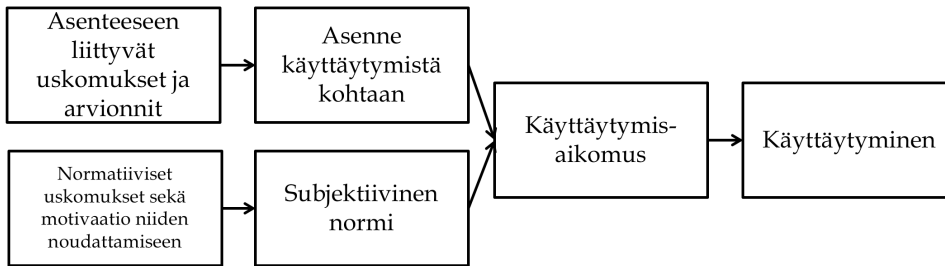 Asenteeseen
liittyvät
uskomukset ja
arvionnit
Asenne
käyttäytymistä
kohtaan
Normatiiviset
uskomukset sekä
motivaatio niiden
noudattamiseen
Subjektiivinen
normi
Käyttäytymis-
aikomus
Käyttäytyminen